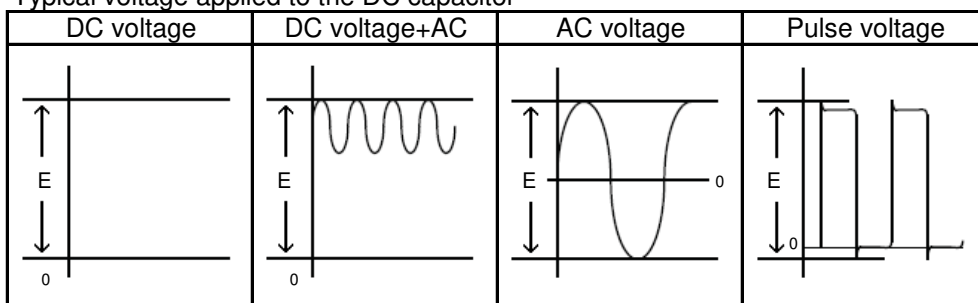 Typical voltage applied to the DC capacitor
DC voltage DC voltage+AC AC voltage Pulse voltage
E E E 0 E
0
0 0